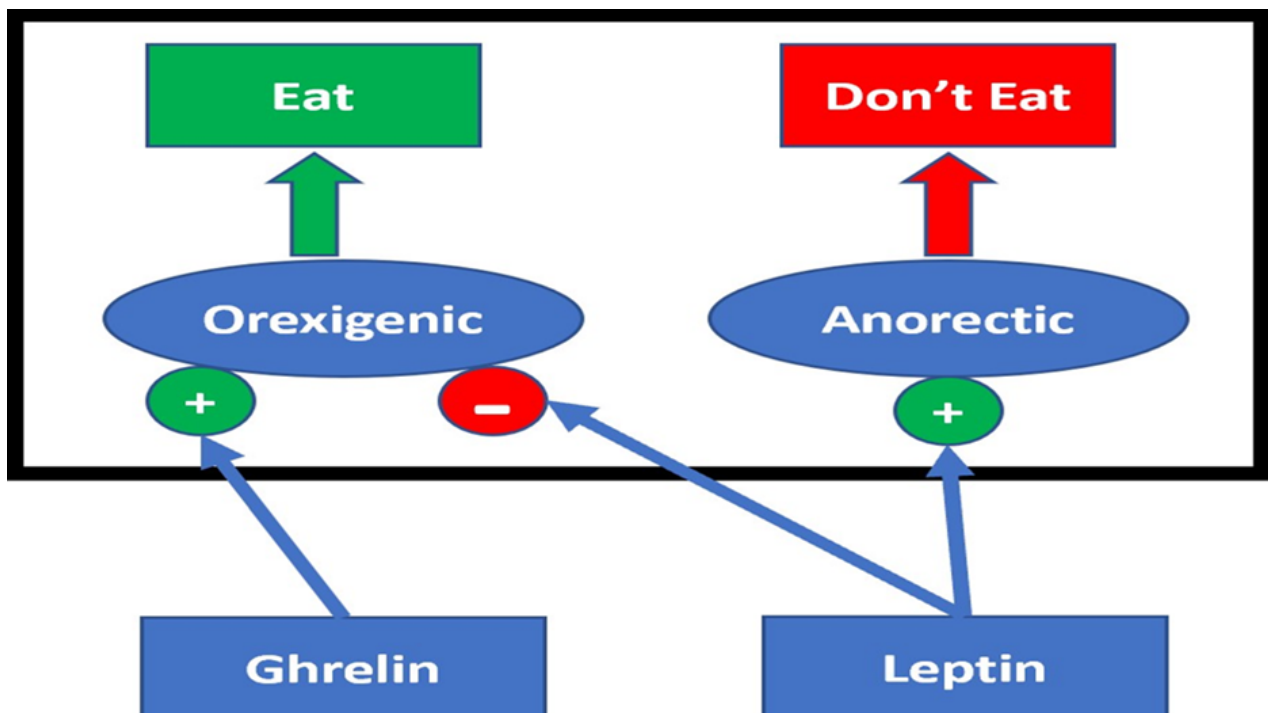 Eat
Don’t Eat
Orexigenic
Anorectic
+
–
+
Ghrelin
Leptin